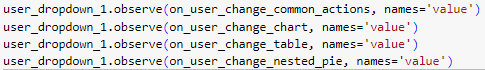 user_dropdown_1.observe(on_user_change_common_actions, names='value')
user_dropdown_1.observe(on_user_change_chart, names='value')
user_dropdown_1.observe(on_user_change_table, names='value')
user_dropdown_1.observe(on_user_change_nested_pie, names='value')